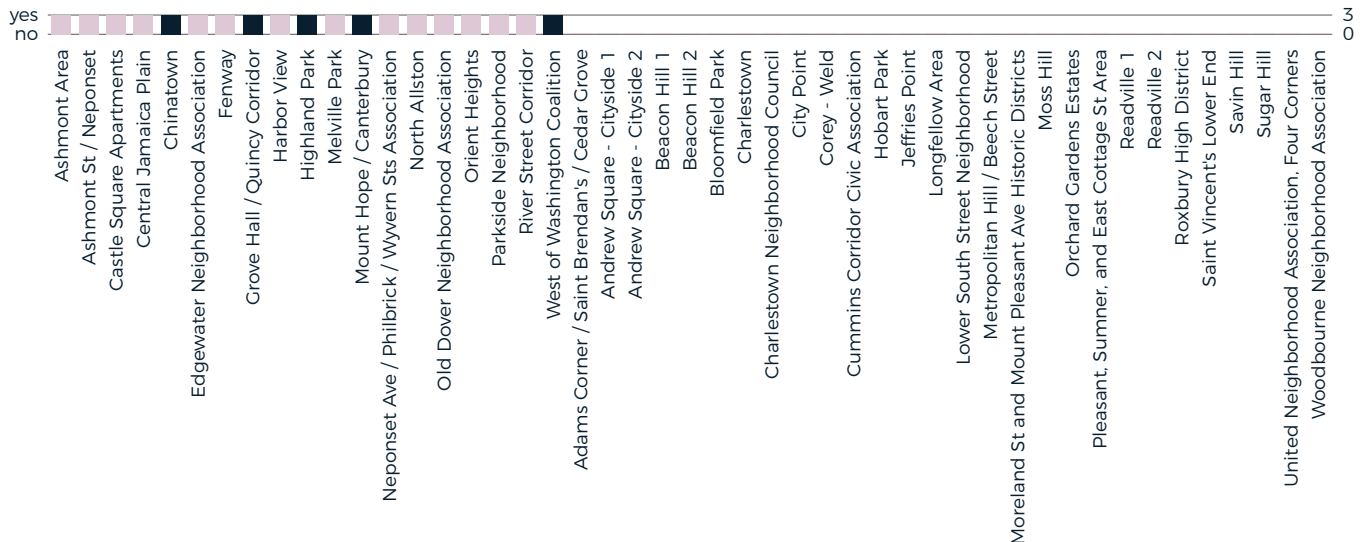 yes
3
no
0
Ashmont Area
Ashmont St / Neponset
Castle Square Apartments
Central Jamaica Plain
Chinatown
Edgewater Neighborhood Association
Fenway
Grove Hall / Quincy Corridor
Harbor View
Highland Park
Melville Park
Mount Hope / Canterbury
Neponset Ave / Philbrick / Wyvern Sts Association
North Allston
Old Dover Neighborhood Association
Orient Heights
Parkside Neighborhood
River Street Corridor
West of Washington Coalition
Adams Corner / Saint Brendan's / Cedar Grove
Andrew Square - Cityside 1
Andrew Square - Cityside 2
Beacon Hill 1
Beacon Hill 2
Bloomfield Park
Charlestown
Charlestown Neighborhood Council
City Point
Corey - Weld
Cummins Corridor Civic Association
Hobart Park
Jeffries Point
Longfellow Area
Lower South Street Neighborhood
Metropolitan Hill / Beech Street
Moreland St and Mount Pleasant Ave Historic Districts
Moss Hill
Orchard Gardens Estates
Pleasant, Sumner, and East Cottage St Area
Readville 1
Readville 2
Roxbury High District
Saint Vincent's Lower End
Savin Hill
Sugar Hill
United Neighborhood Association, Four Corners
Woodbourne Neighborhood Association